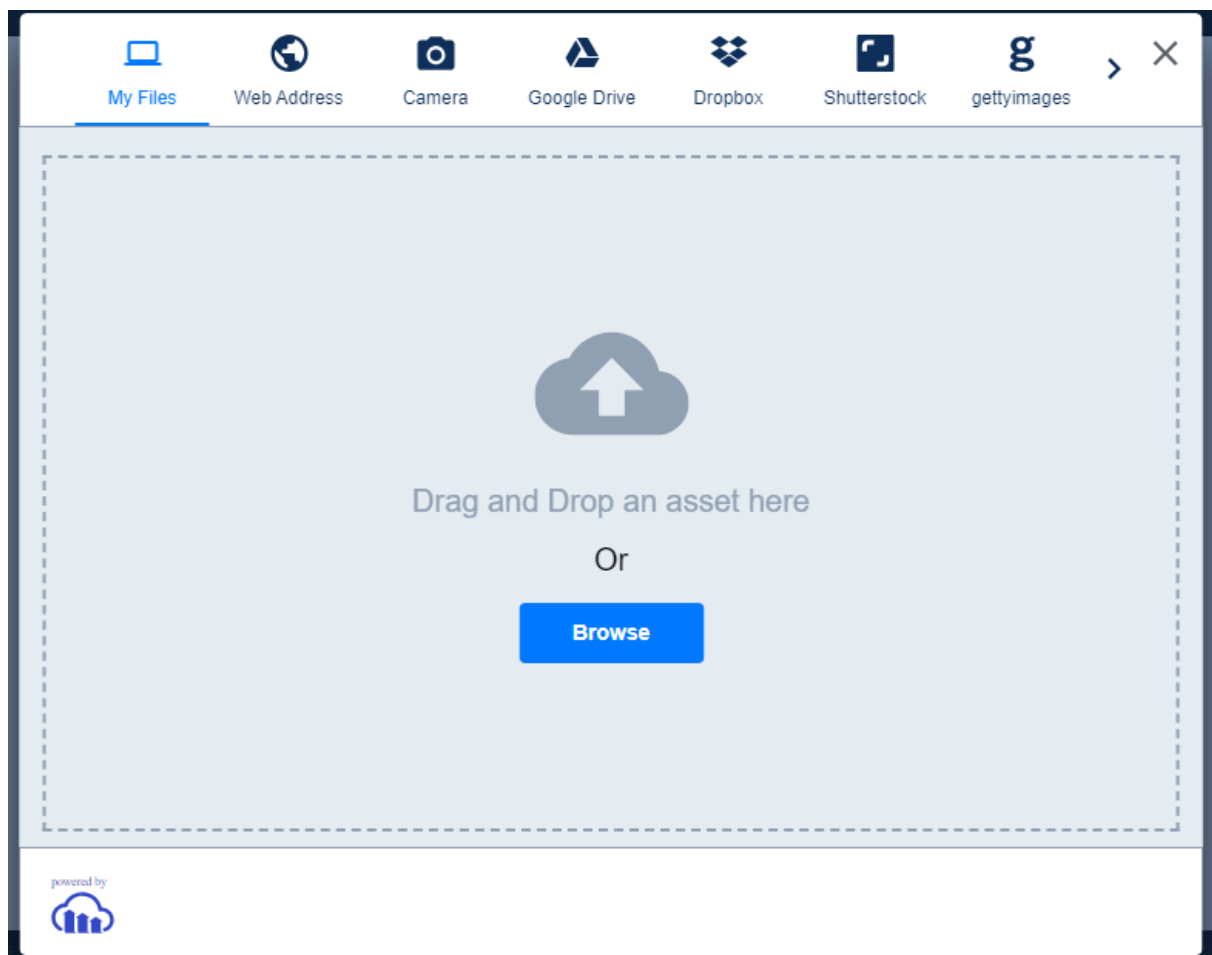 My Files
Web Address
Camera
Google Drive
Dropbox
Shutterstock
gettyimages
Drag and Drop an asset here
Or
Browse
powered by